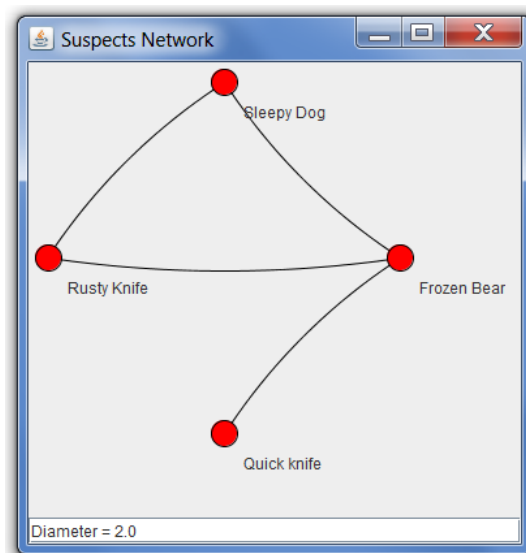 Suspects Network
Sleepy Dog
Rusty Knife
Frozen Bear
Quick knife
Diameter = 2.0